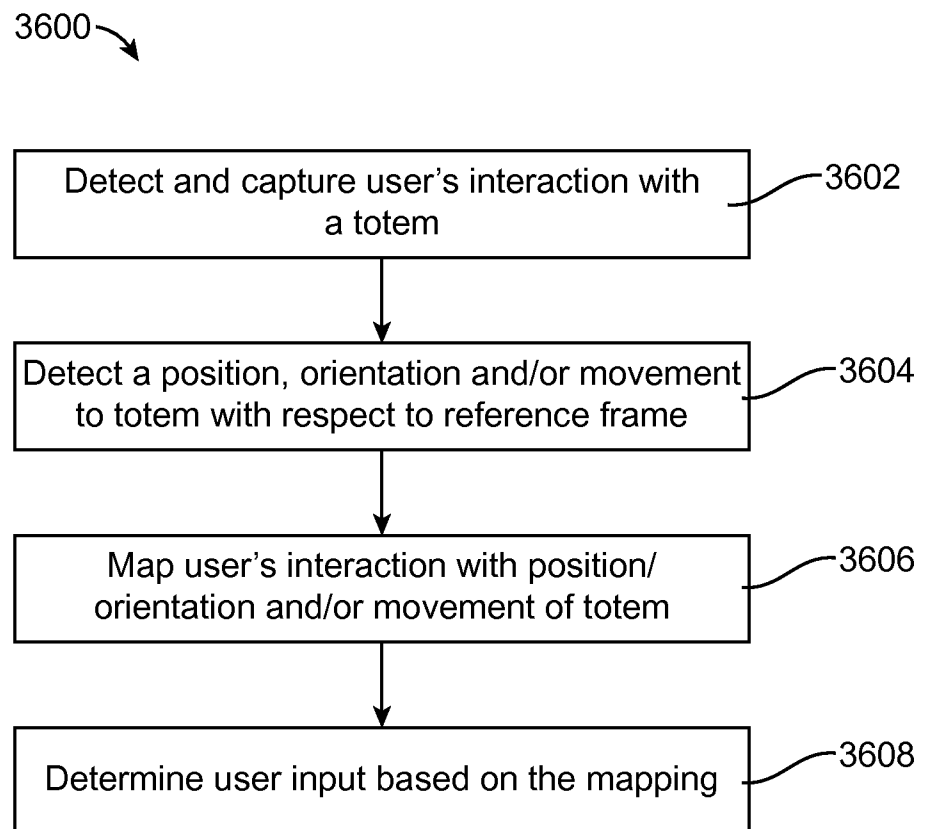 3600
Detect and capture user's interaction with
a totem
3602
Detect a position, orientation and/or movement
to totem with respect to reference frame
3604
Map user's interaction with position/
orientation and/or movement of totem
3606
Determine user input based on the mapping
3608